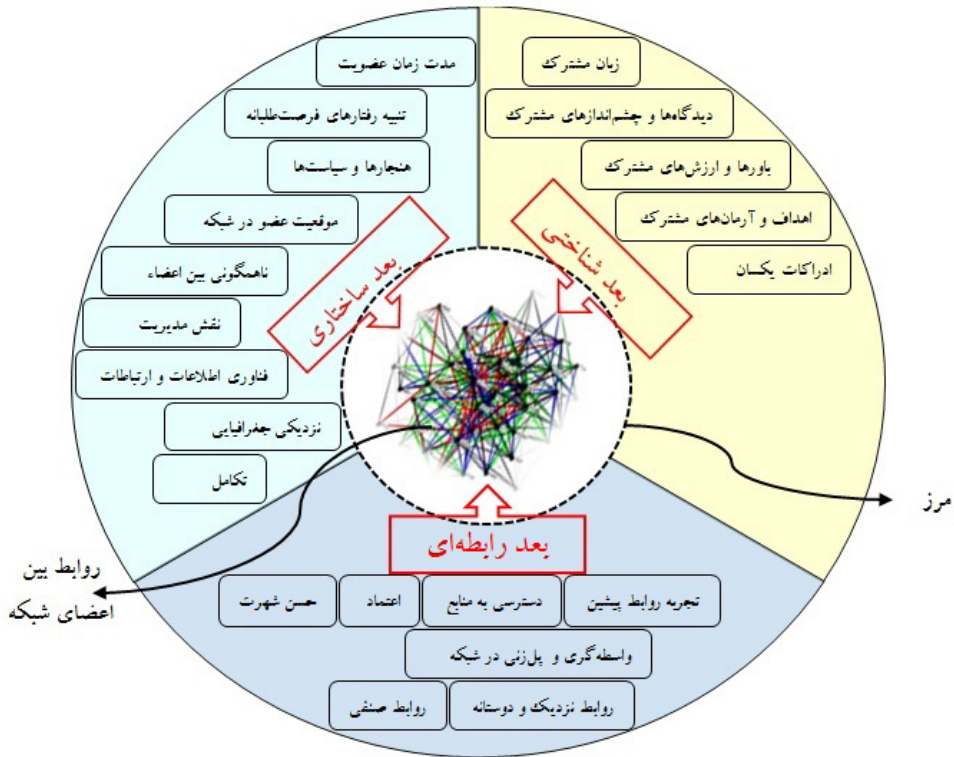 زبان مشترک
دیدگاه‌ها و چشم‌اندازهای مشترک
باورها و ارزش‌های مشترک
اهداف و آرمان‌های مشترک
ادراکات یکسان
بعد شناختی
مدت زمان عضویت
تنبیه رفتارهای فرصت‌طلبانه
هنجارها و سیاست‌ها
موقعیت عضو در شبکه
ناهمگونی بین اعضاء
نقش مدیریت
فناوری اطلاعات و ارتباطات
نزدیکی جغرافیایی
تکامل
بعد ساختاری
مرز
روابط بین
اعضای شبکه
بعد رابطه‌ای
تجربه روابط پیشین
دسترسی به منابع
اعتماد
حسن شهرت
واسطه‌گری و پل‌زنی در شبکه
روابط نزدیک و دوستانه
روابط صنفی